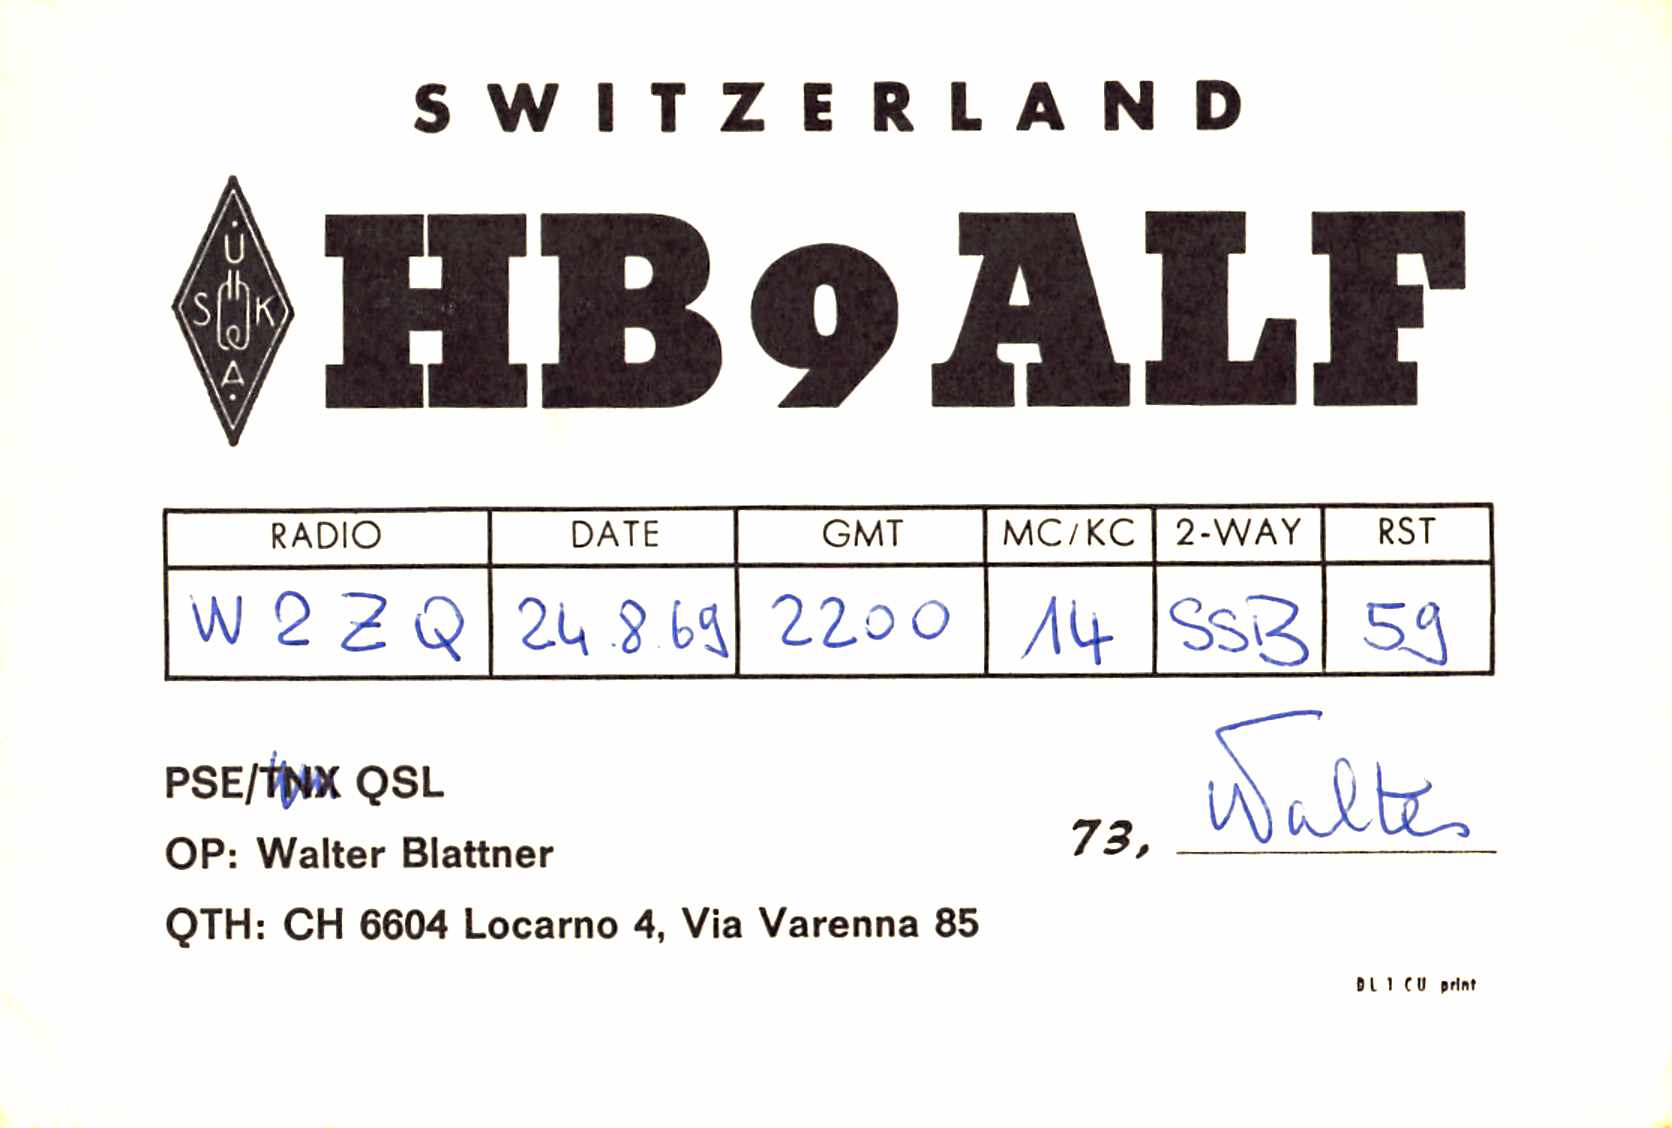 SWITZERLAND
U
S K
A
HB9ALF
RADIO DATE GMT MC/KC 2-WAY RST
W2ZQ 24.8.69 2200 14 SSB 59
PSE/TNX QSL
OP: Walter Blattner
73, Walter
QTH: CH 6604 Locarno 4, Via Varenna 85
DL1CU print